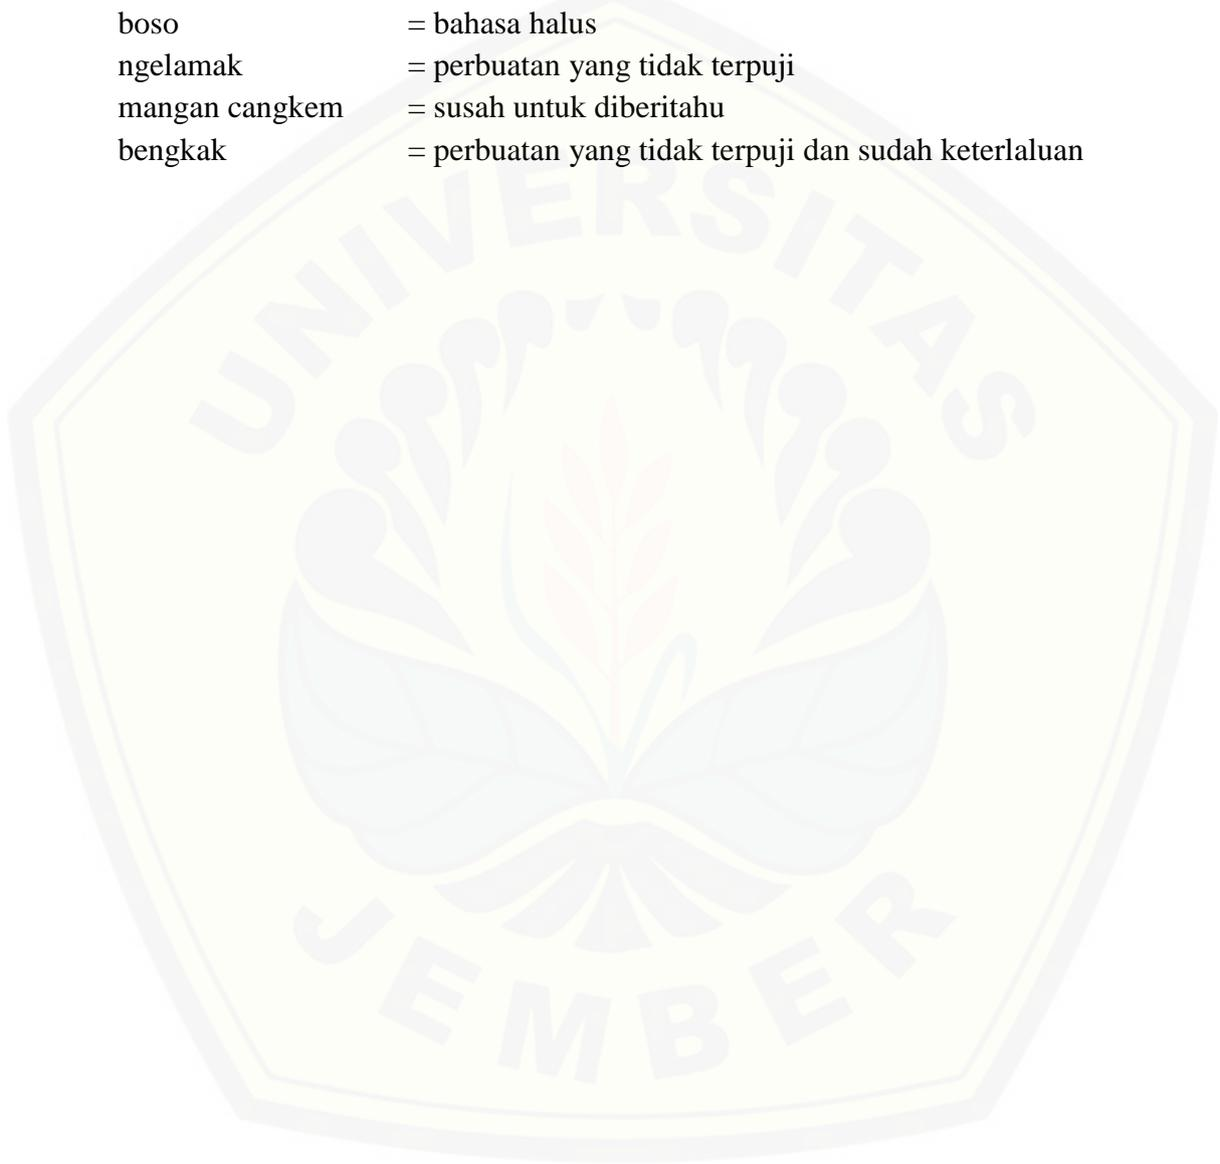 boso = bahasa halus
ngelamak = perbuatan yang tidak terpuji
mangan cangkem = susah untuk diberitahu
bengkak = perbuatan yang tidak terpuji dan sudah keterlaluan
UNIVERSITAS
JEMBER